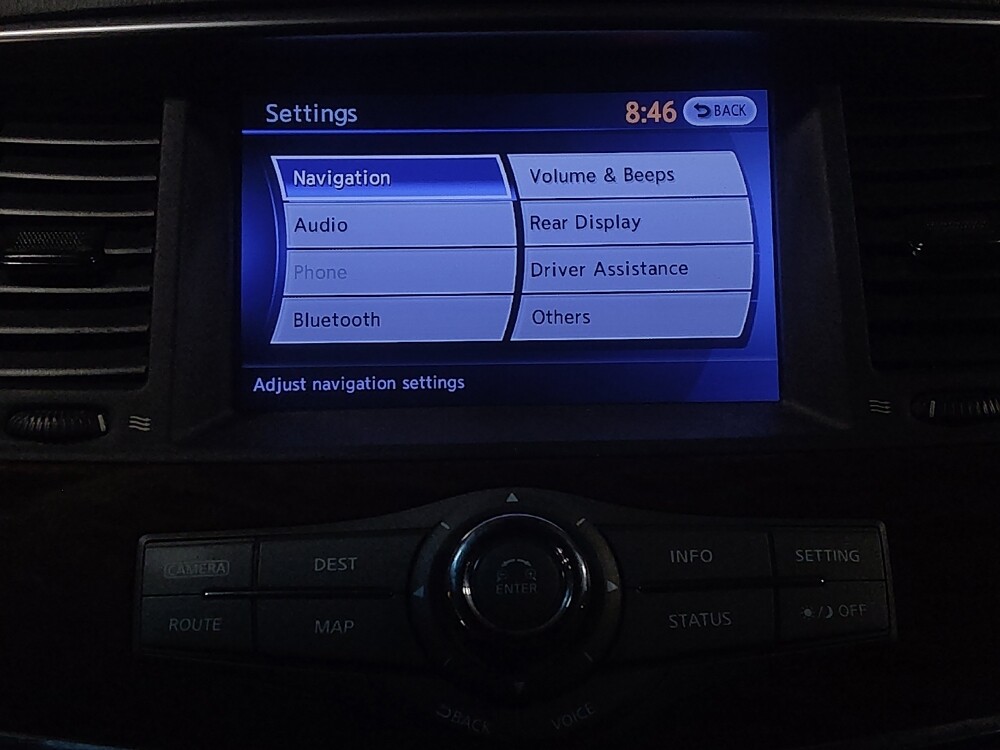 Settings
8:46 BACK
Navigation
Volume & Beeps
Audio
Rear Display
Phone
Driver Assistance
Bluetooth
Others
Adjust navigation settings
CAMERA
DEST
INFO
SETTING
ENTER
ROUTE
MAP
STATUS
OFF
BACK
VOICE